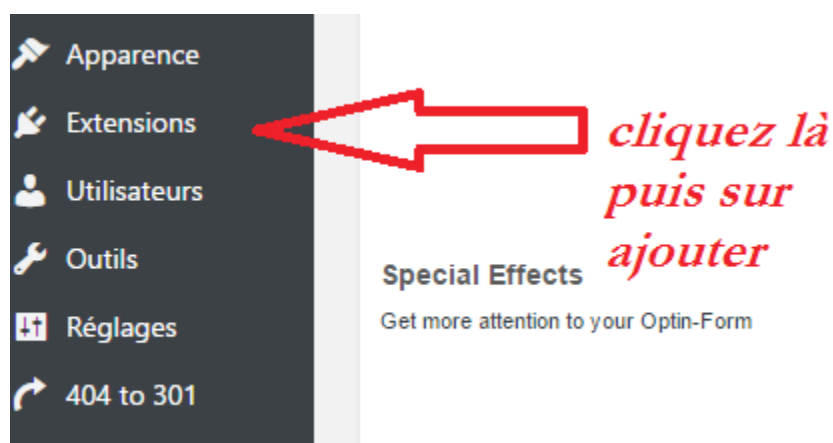 Apparence
Extensions
Utilisateurs
Outils
Réglages
404 to 301
cliquez là
puis sur
ajouter
Special Effects
Get more attention to your Optin-Form